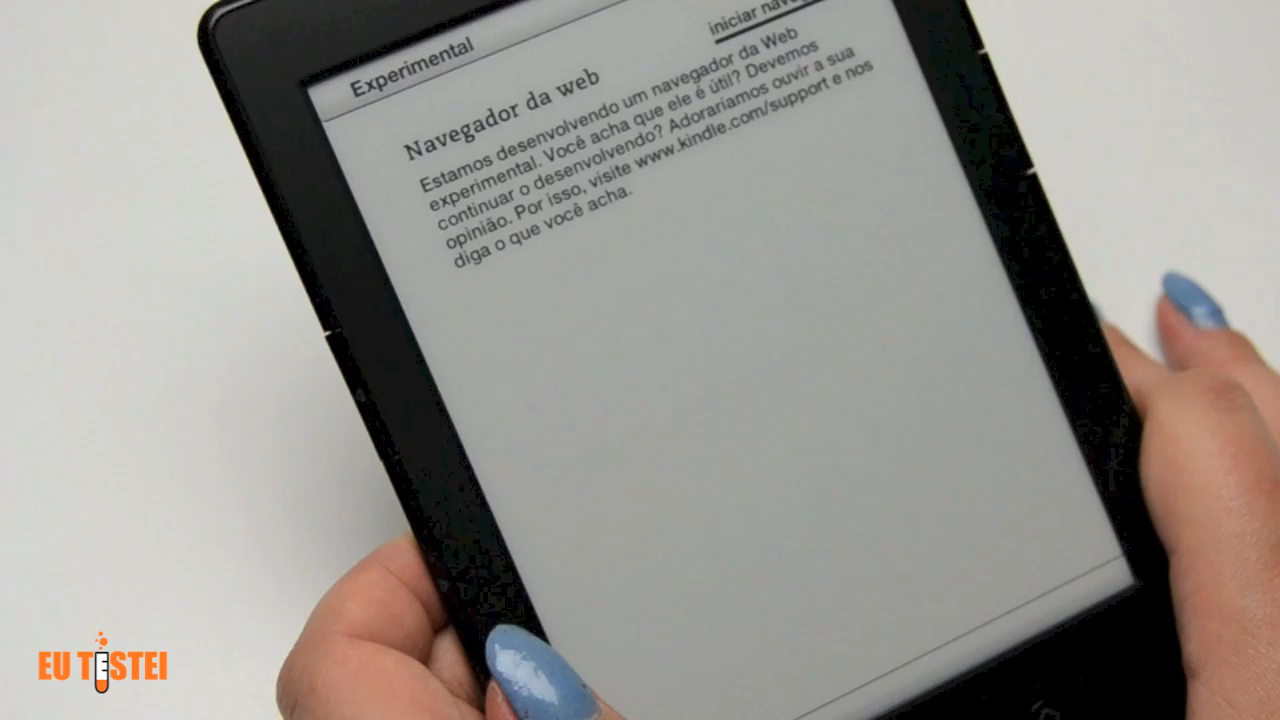 Experimental
iniciar
Navegador da web
Estamos desenvolvendo um navegador da Web
experimental. Você acha que ele é útil? Devemos
continuar o desenvolvendo? Adoraríamos ouvir a sua
opinião. Por isso, visite www.kindle.com/support e nos
diga o que você acha.
EU TESTEI